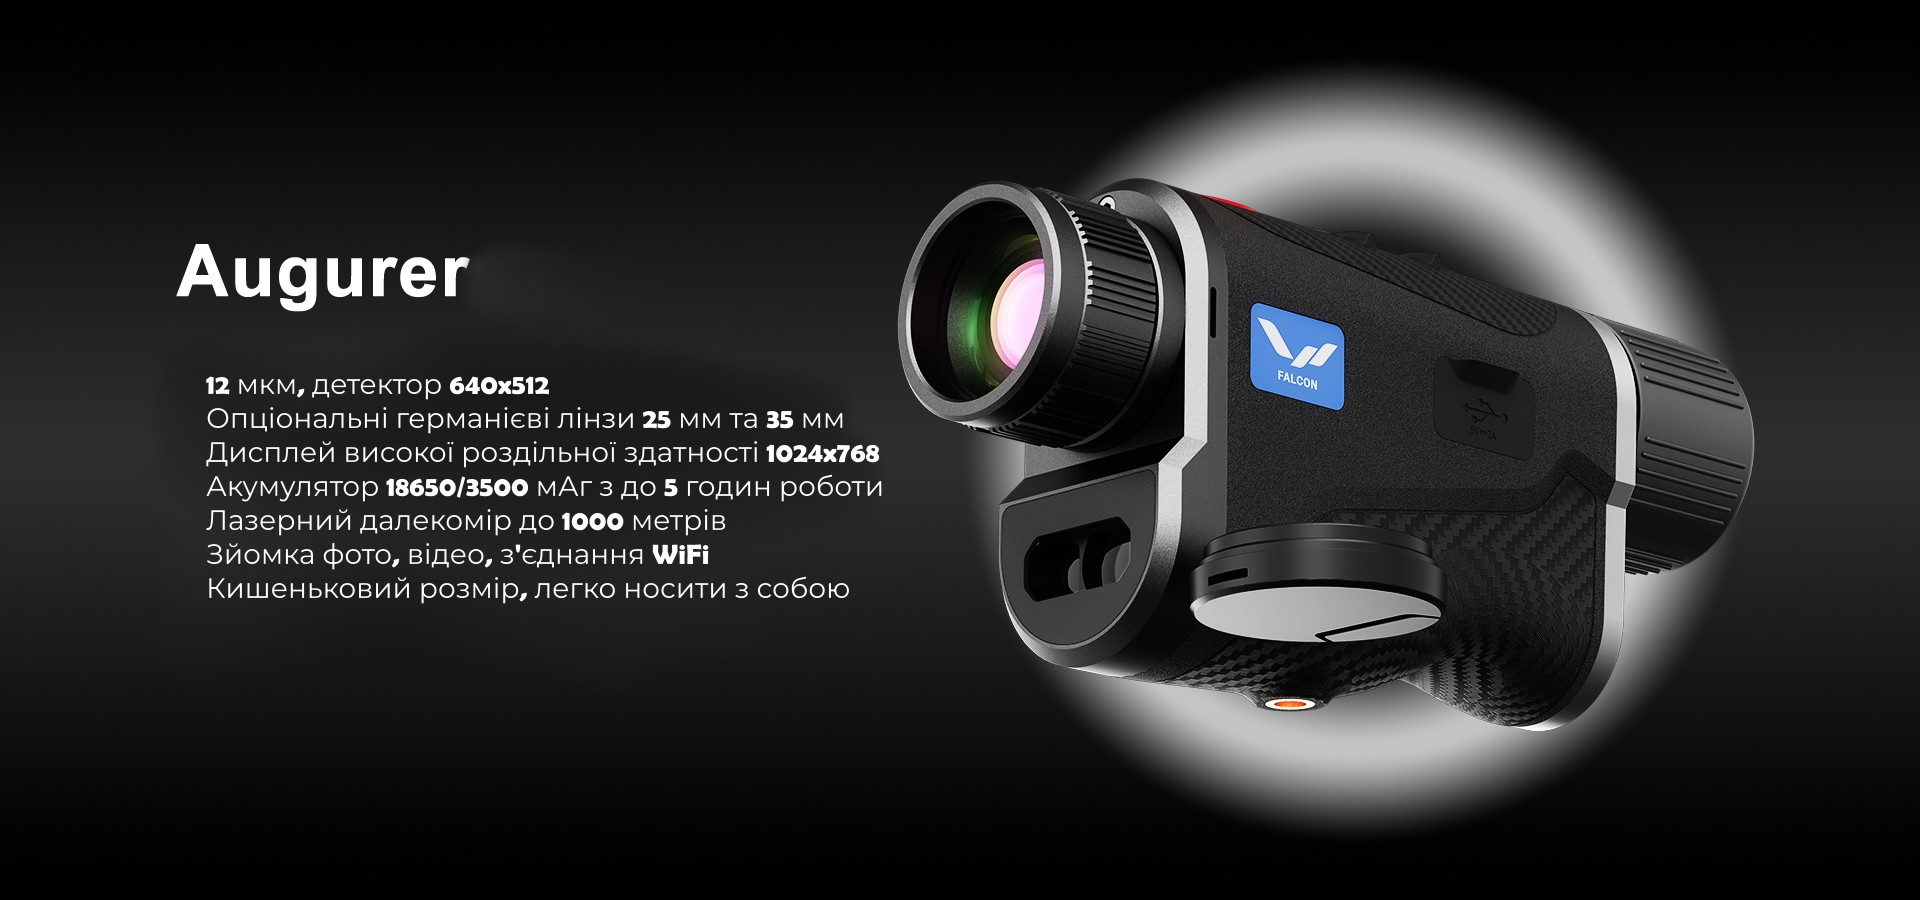 Augurer
12 мкм, детектор 640x512
Опціональні германієві лінзи 25 мм та 35 мм
Дисплей високої роздільної здатності 1024x768
Акумулятор 18650/3500 мАг з до 5 годин роботи
Лазерний далекомір до 1000 метрів
Зйомка фото, відео, з'єднання WiFi
Кишеньковий розмір, легко носити з собою
FALCON